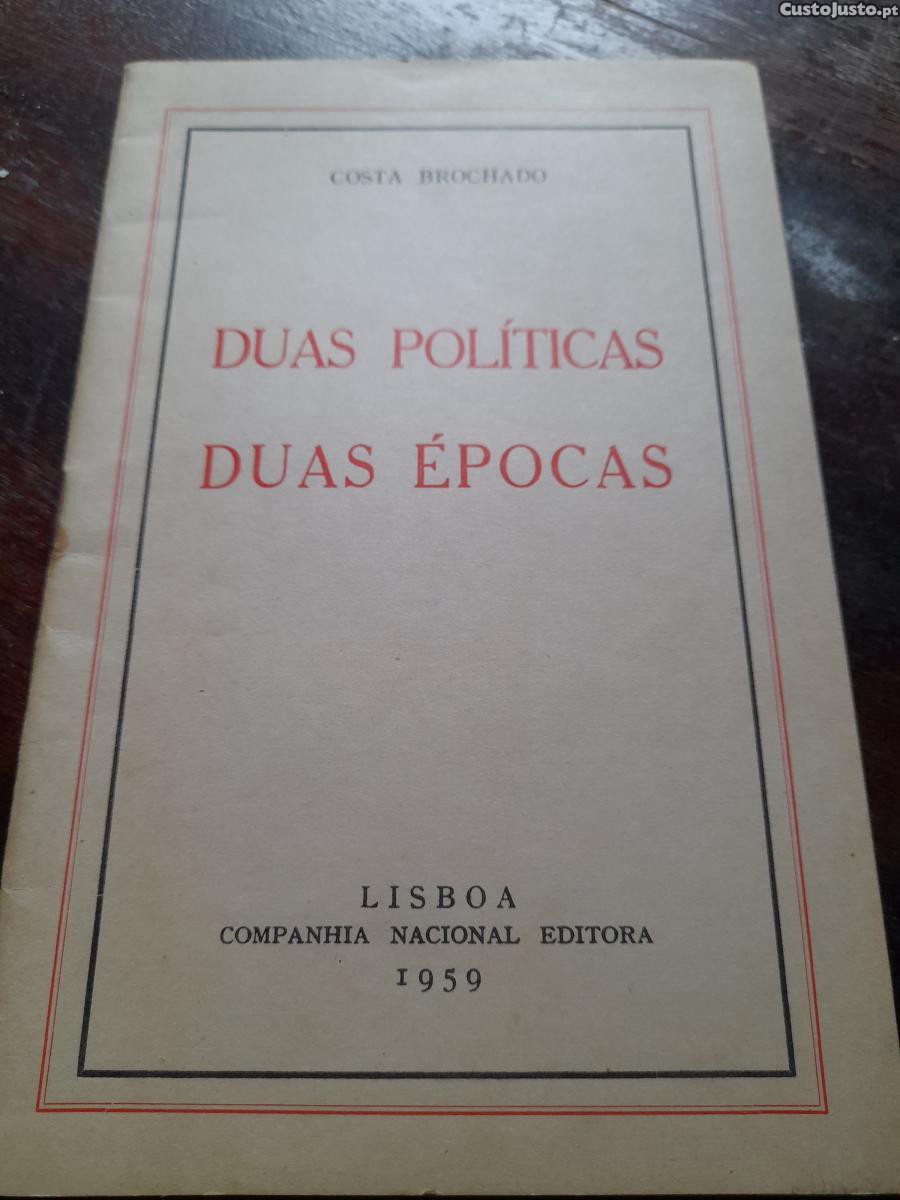 CustoJusto.pt
COSTA BROCHADO
DUAS POLÍTICAS
DUAS ÉPOCAS
LISBOA
COMPANHIA NACIONAL EDITORA
1959